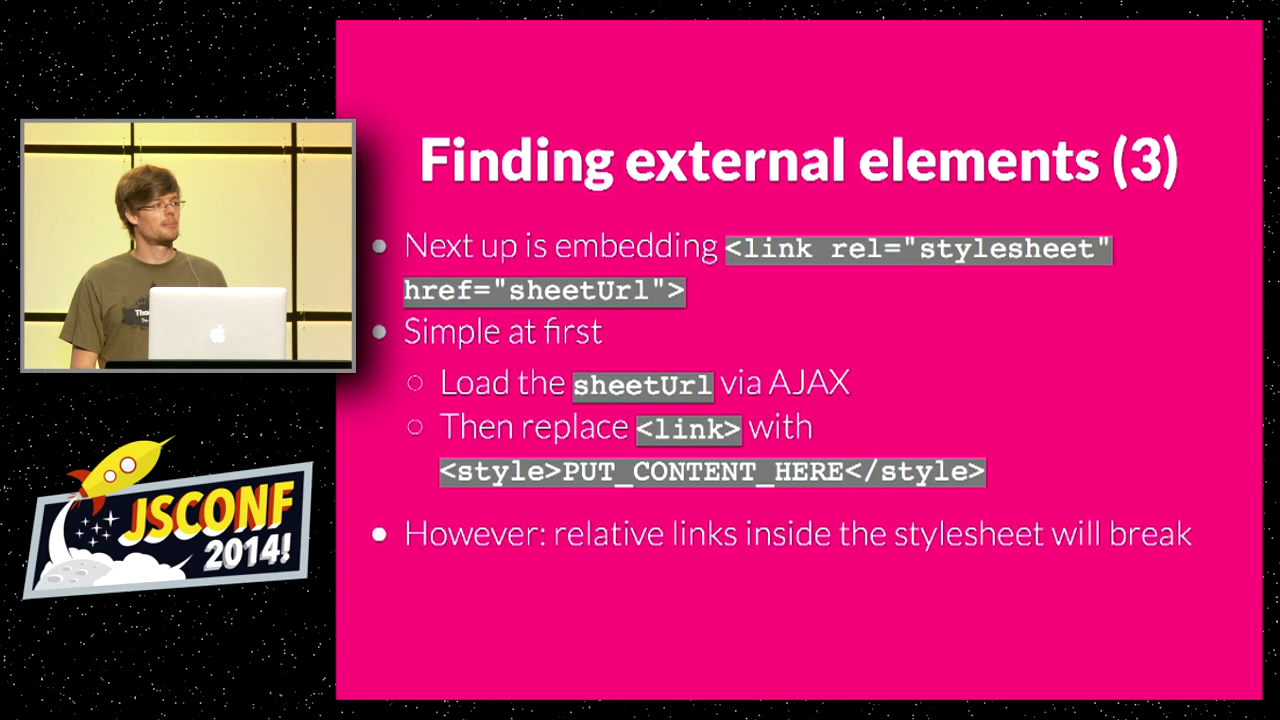 Finding external elements (3)
Next up is embedding <link rel="stylesheet"
href="sheetUrl">
Simple at first
Load the sheetUrl via AJAX
Then replace <link> with
<style>PUT_CONTENT_HERE</style>
However: relative links inside the stylesheet will break
JSCONF
2014!